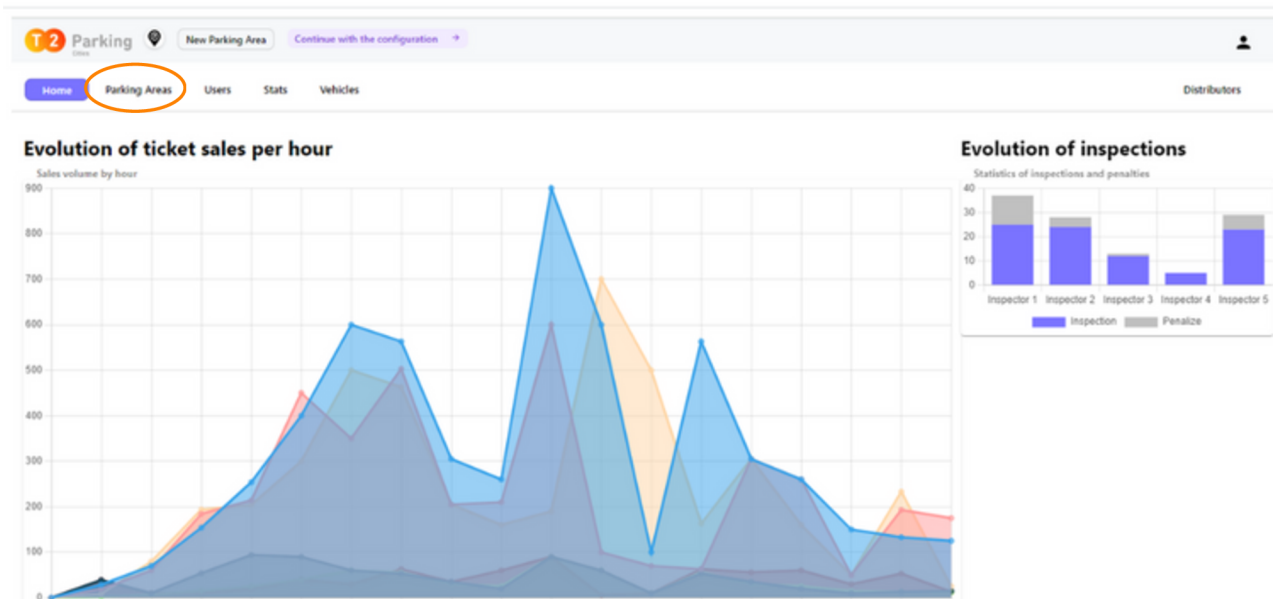 T2 Parking New Parking Area Continue with the configuration →
Cities
Home Parking Areas Users Stats Vehicles Distributors
Evolution of ticket sales per hour
Sales volume by hour
900
800
700
600
500
400
300
200
100
0
Evolution of inspections
Statistics of inspections and penalties
40
30
20
10
0
Inspector 1 Inspector 2 Inspector 3 Inspector 4 Inspector 5
Inspection Penalize